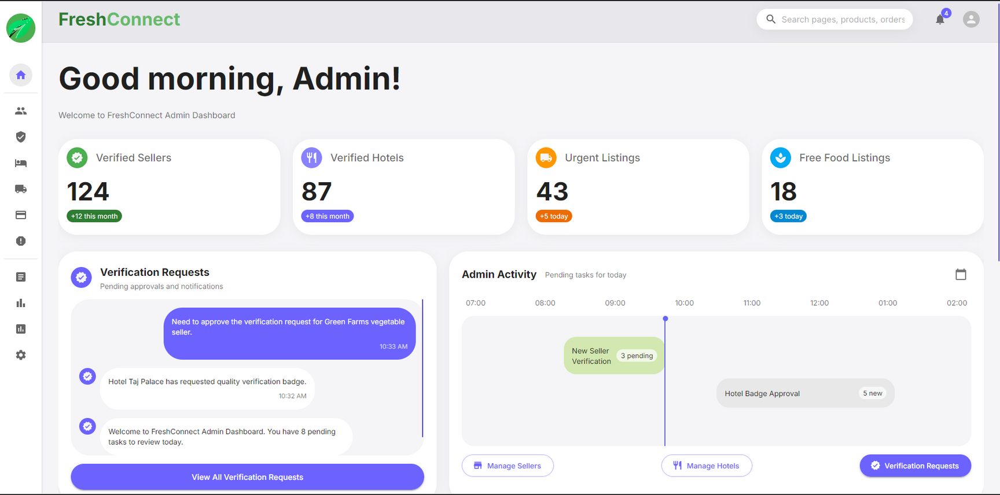 FreshConnect
Search pages, products, orders
4
Good morning, Admin!
Welcome to FreshConnect Admin Dashboard
Verified Sellers
124
+12 this month
Verified Hotels
87
+8 this month
Urgent Listings
43
+5 today
Free Food Listings
18
+3 today
Verification Requests
Pending approvals and notifications
Need to approve the verification request for Green Farms vegetable
seller.
10:33 AM
Hotel Taj Palace has requested quality verification badge.
10:32 AM
Welcome to FreshConnect Admin Dashboard. You have 8 pending
tasks to review today.
View All Verification Requests
Admin Activity Pending tasks for today
07:00 08:00 09:00 10:00 11:00 12:00 01:00 02:00
New Seller
Verification
3 pending
Hotel Badge Approval 5 new
Manage Sellers
Manage Hotels
Verification Requests